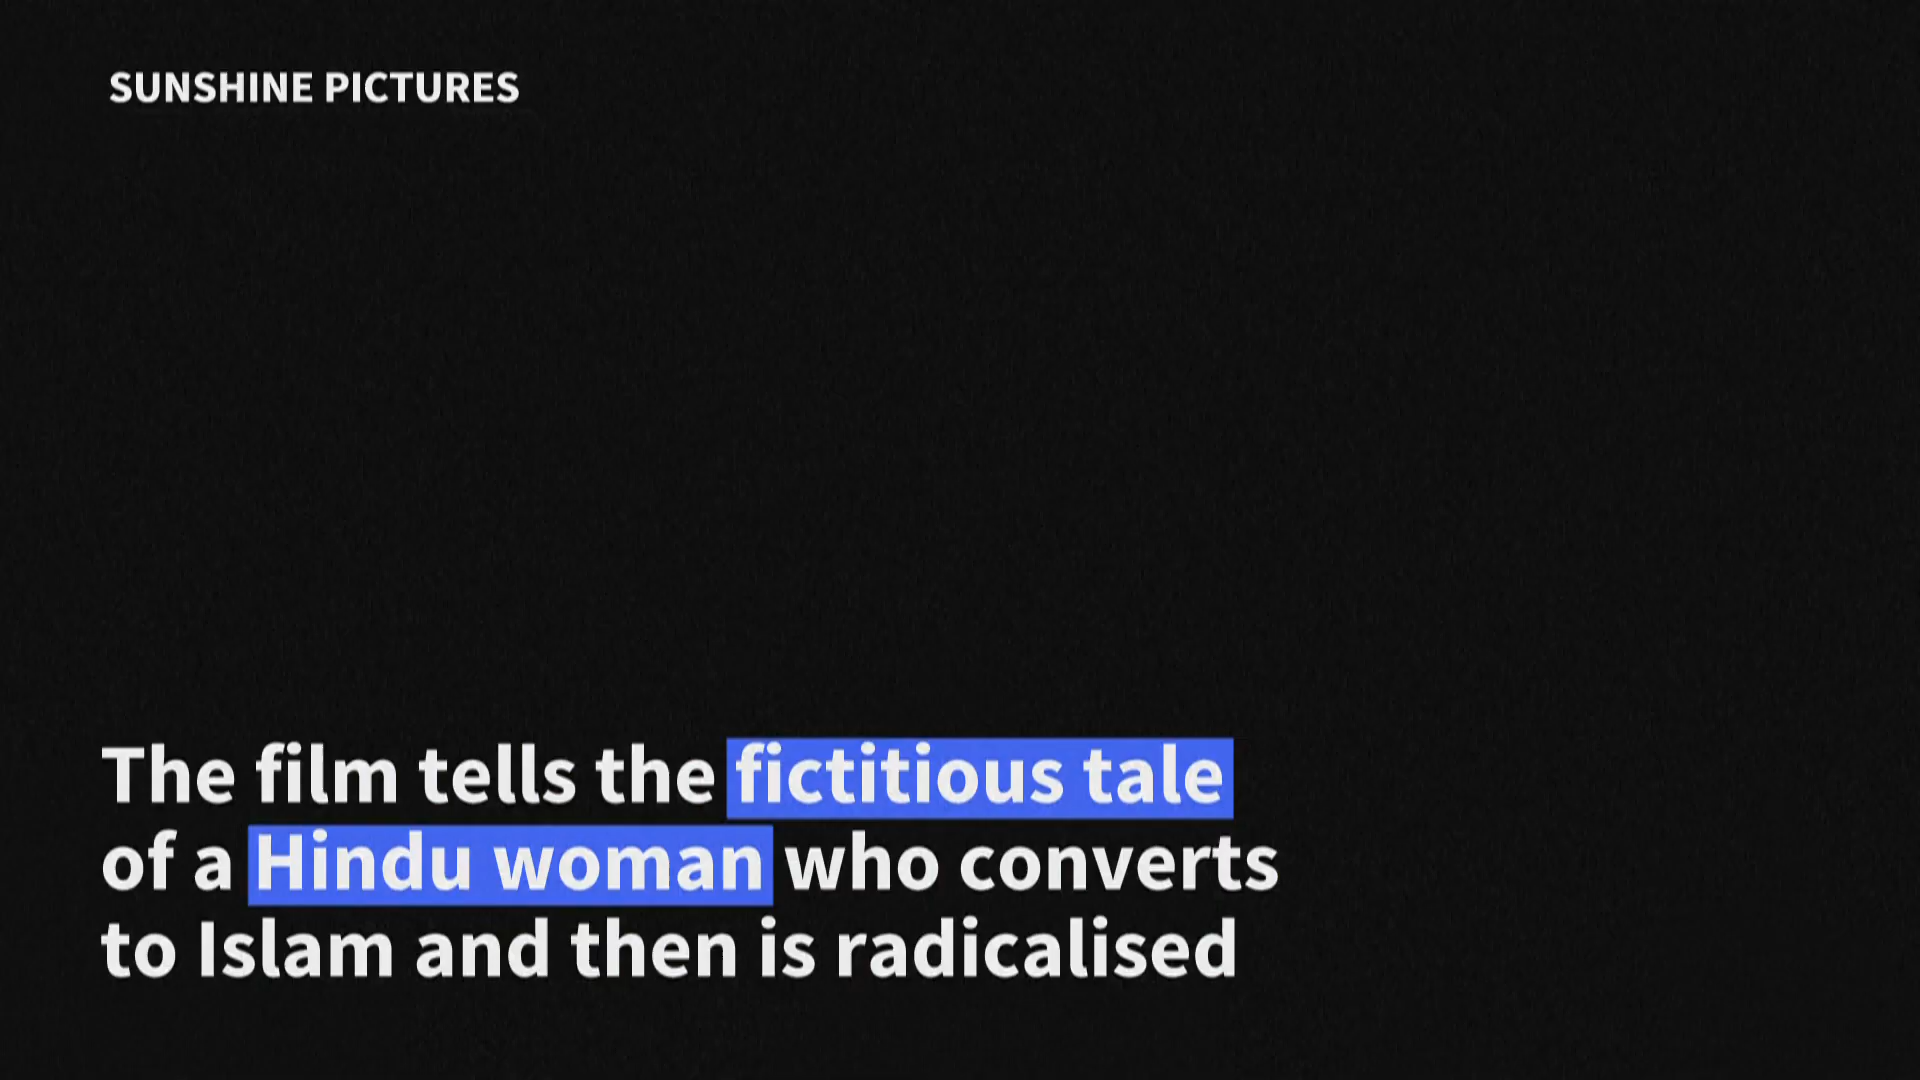 SUNSHINE PICTURES
The film tells the fictitious tale
of a Hindu woman who converts
to Islam and then is radicalised